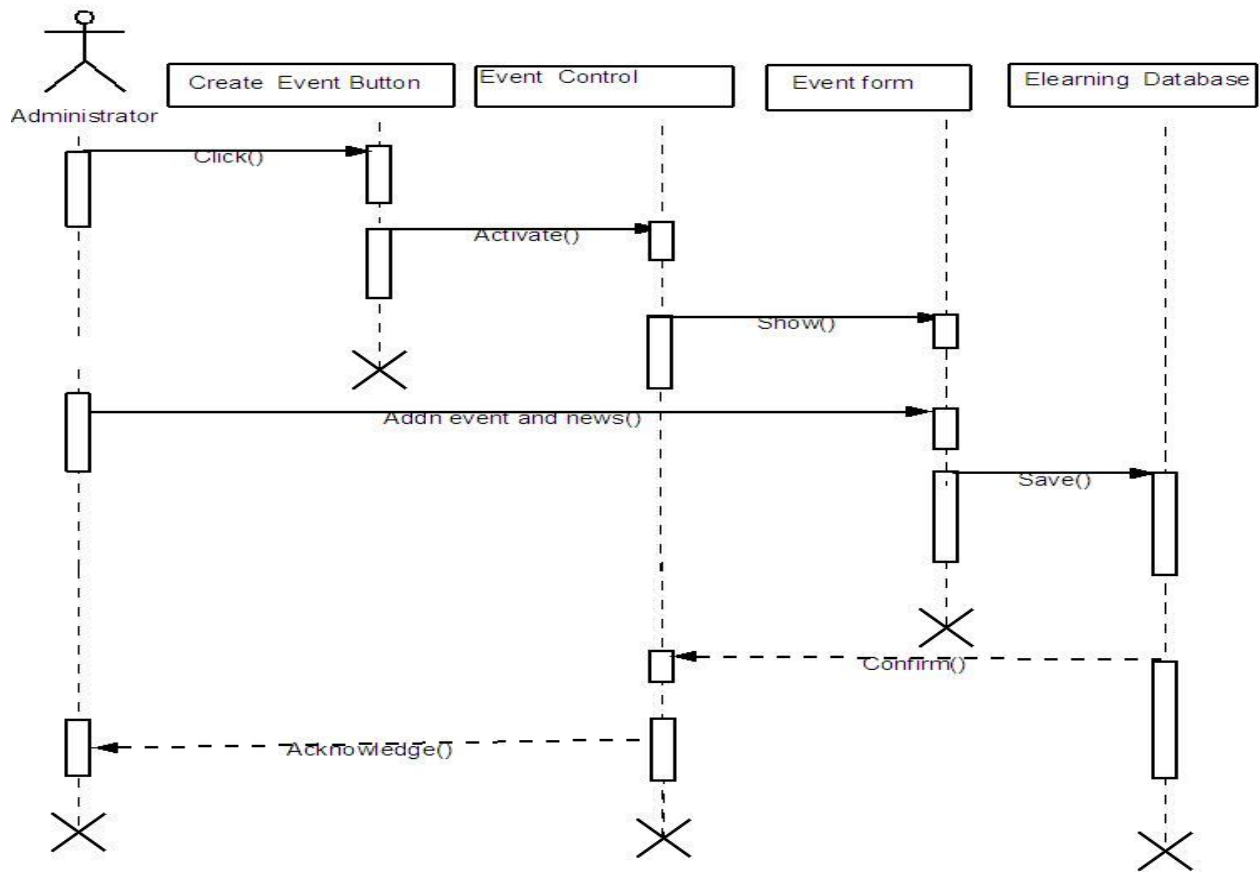 Administrator
Create Event Button
Event Control
Event form
Elearning Database
Click()
Activate()
Show()
Addn event and news()
Save()
Confirm()
Acknowledge()